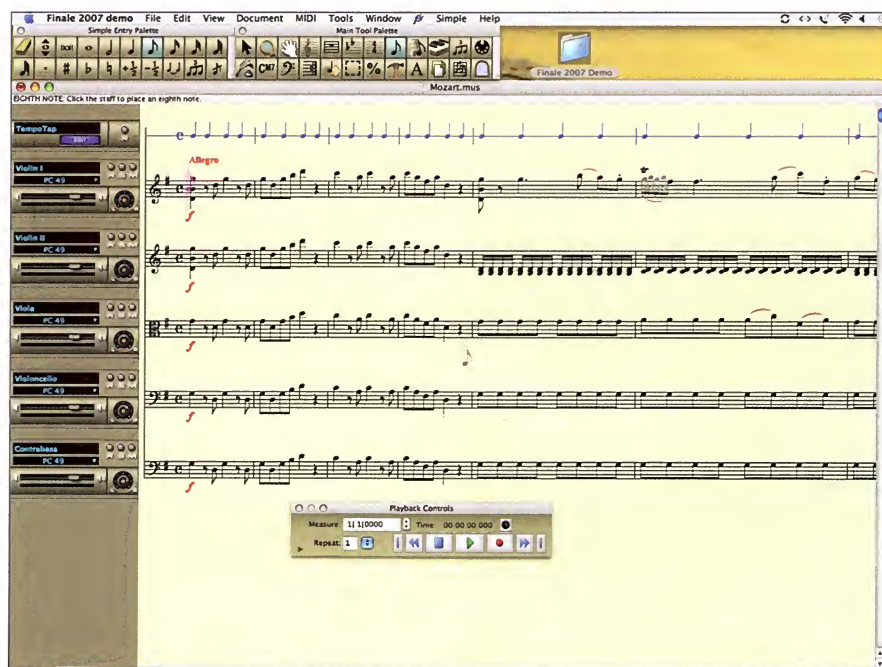 Finale 2007 demo File Edit View Document MIDI Tools Window Simple Help
Simple Entry Palette
Main Tool Palette
CM7
A
Finale 2007 Demo
Mozart.mus
EIGHTH NOTE: Click the staff to place an eighth note.
TempoTap
Allegro
Violin I
PC 49
f
Violin II
PC 49
f
Viola
PC 49
f
Violoncello
PC 49
f
Contrabass
PC 49
f
Playback Controls
Measure: 1| 1|0000 Time: 00:00:00.000
Repeat: 1